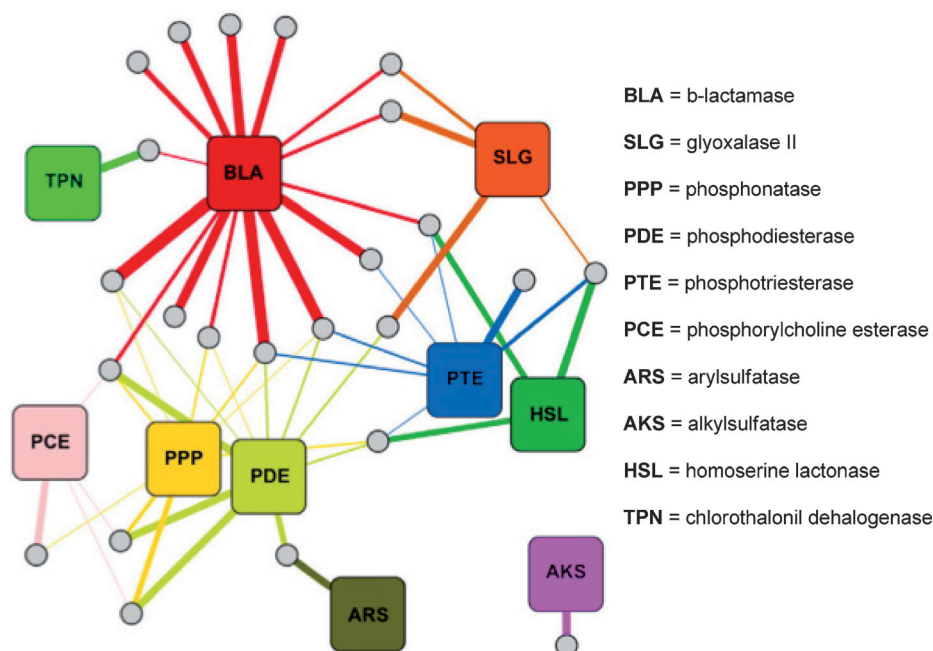 BLA
SLG
TPN
PTE
HSL
PCE
PPP
PDE
AKS
ARS
BLA = b-lactamase
SLG = glyoxalase II
PPP = phosphonatase
PDE = phosphodiesterase
PTE = phosphotriesterase
PCE = phosphorylcholine esterase
ARS = arylsulfatase
AKS = alkylsulfatase
HSL = homoserine lactonase
TPN = chlorothalonil dehalogenase